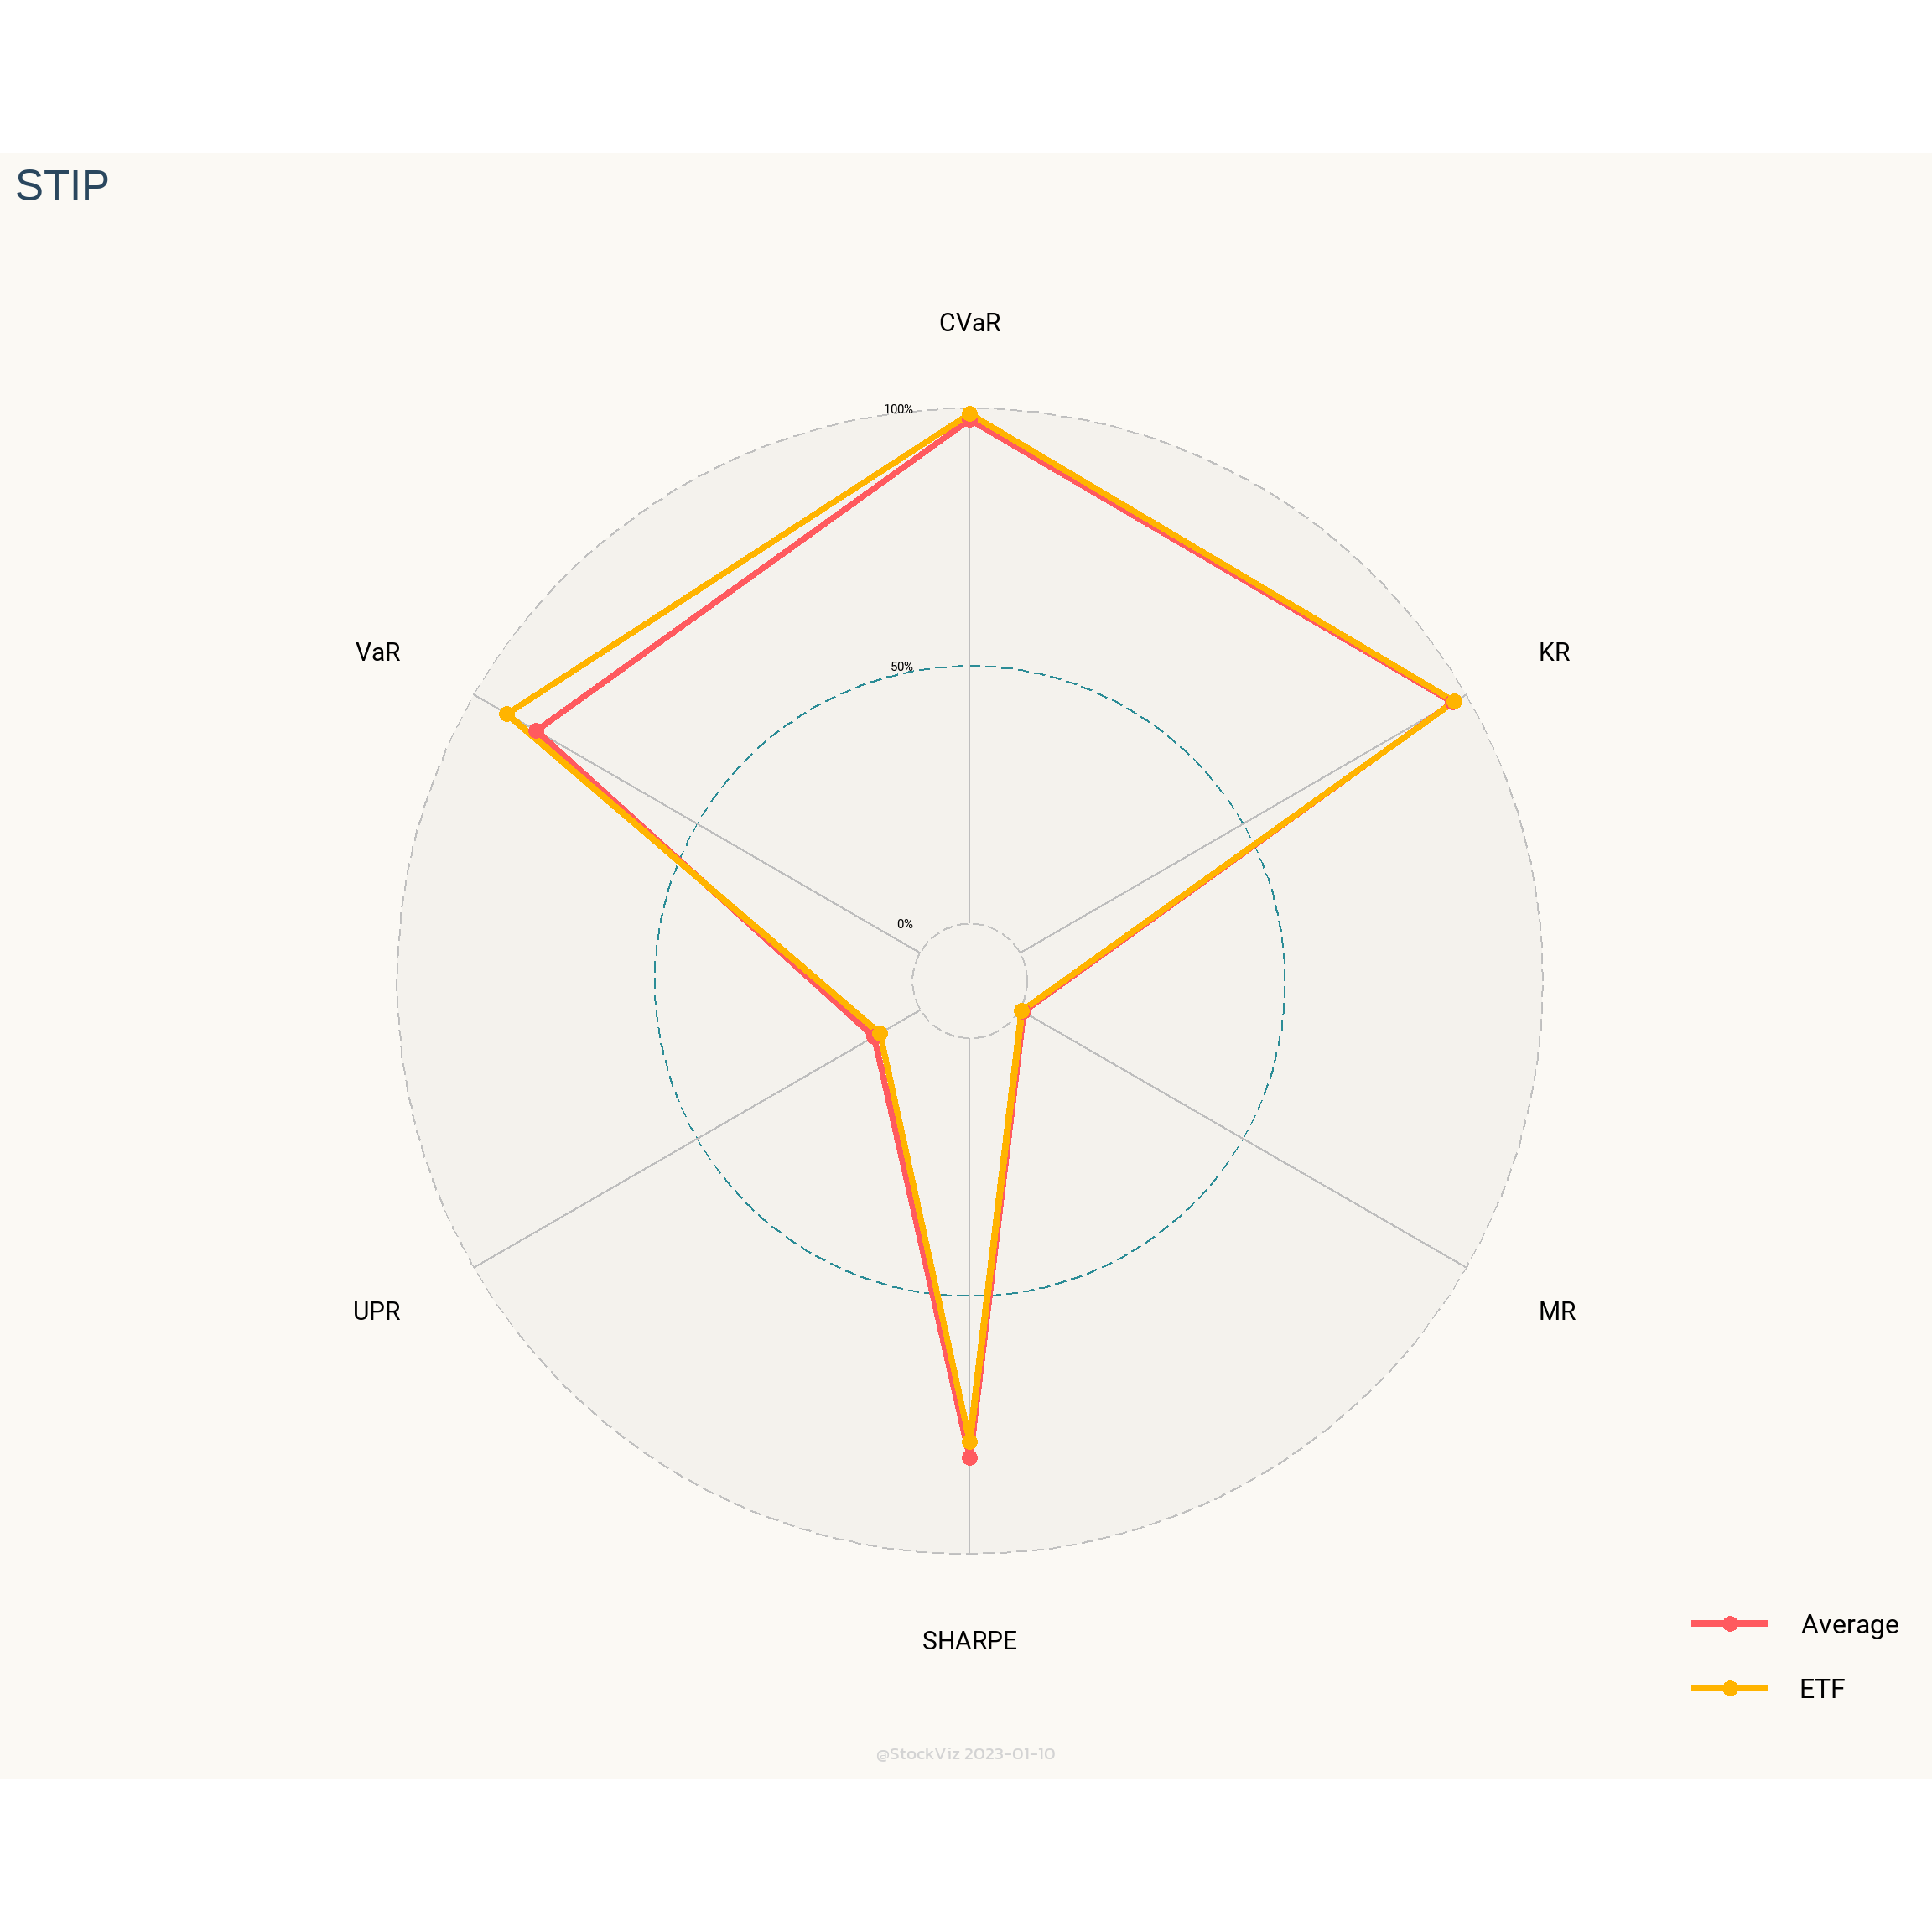 STIP
CVaR
100%
VaR
KR
50%
0%
UPR
MR
SHARPE
Average
ETF
@StockViz 2023-01-10